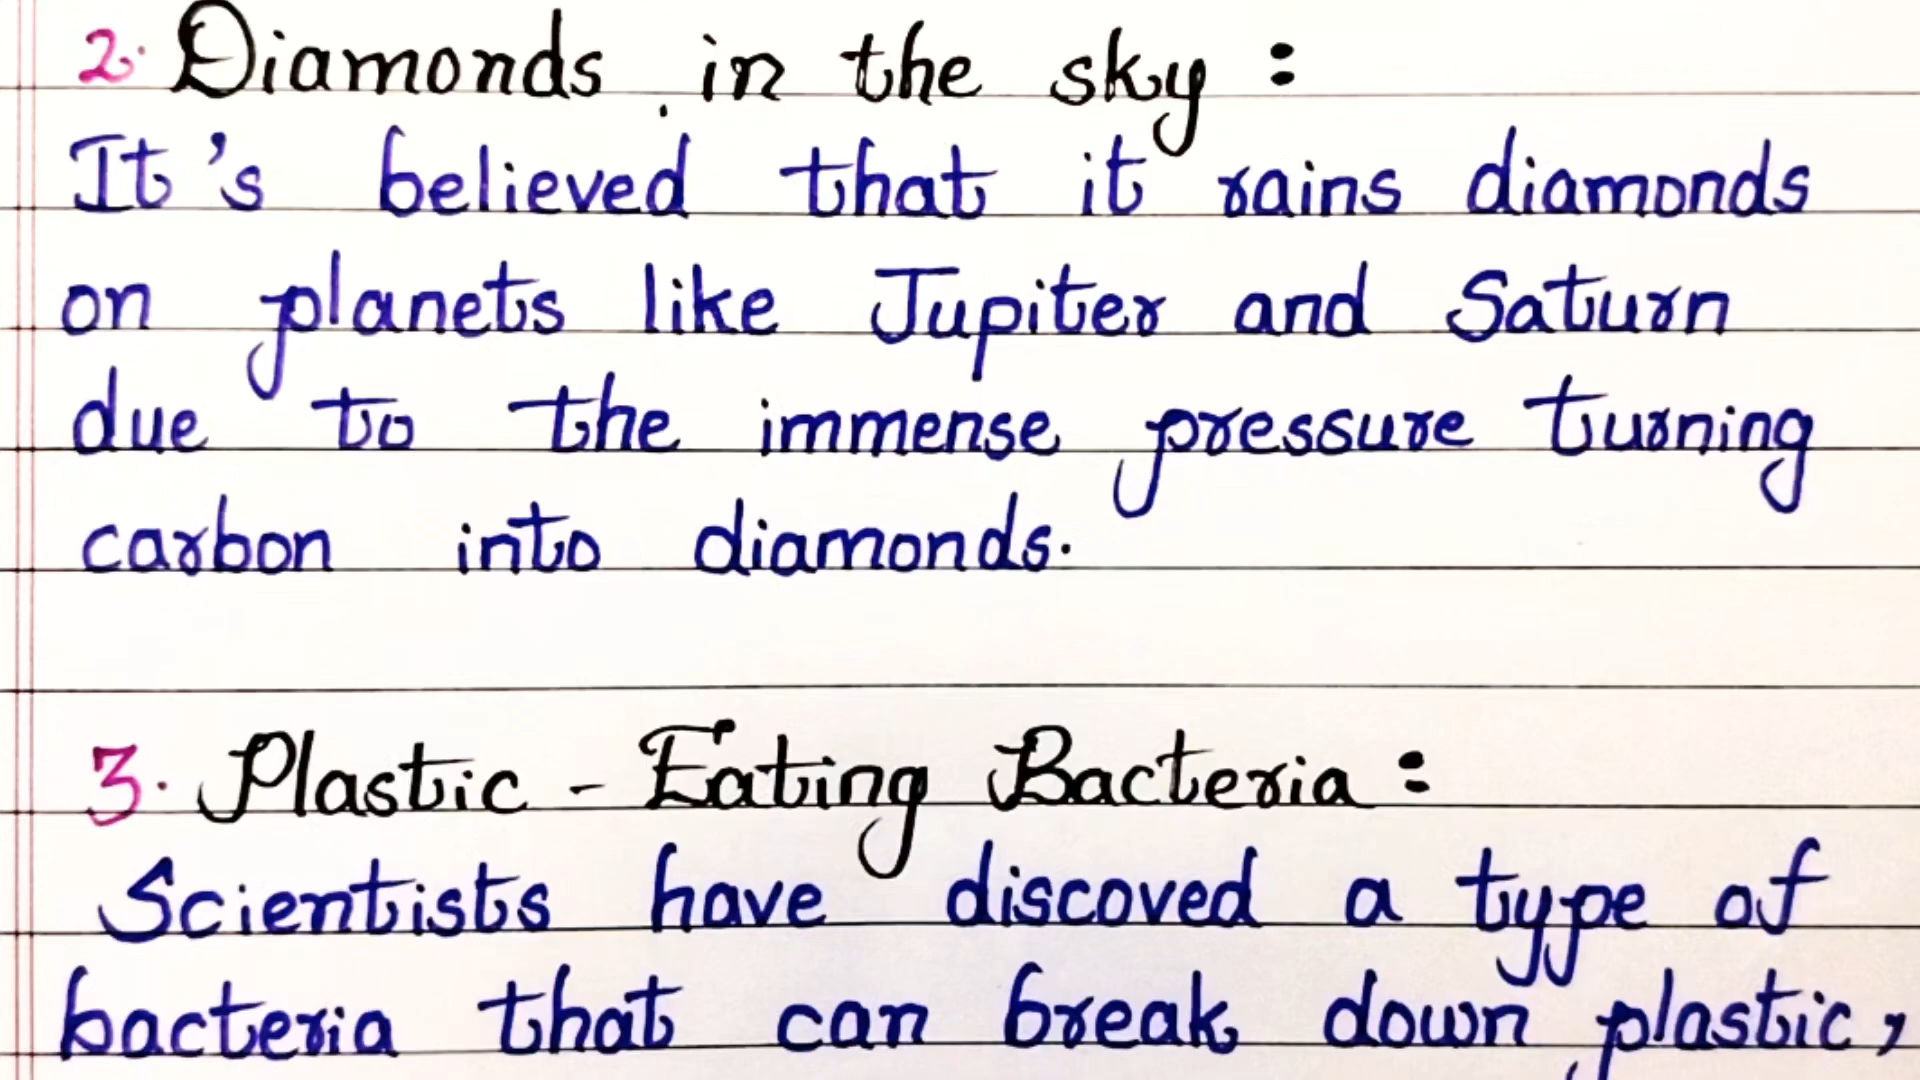 2. Diamonds in the sky :
It's believed that it rains diamonds
on planets like Jupiter and Saturn
due to the immense pressure turning
carbon into diamonds.
3. Plastic - Eating Bacteria :
Scientists have discoved a type of
bacteria that can break down plastic,